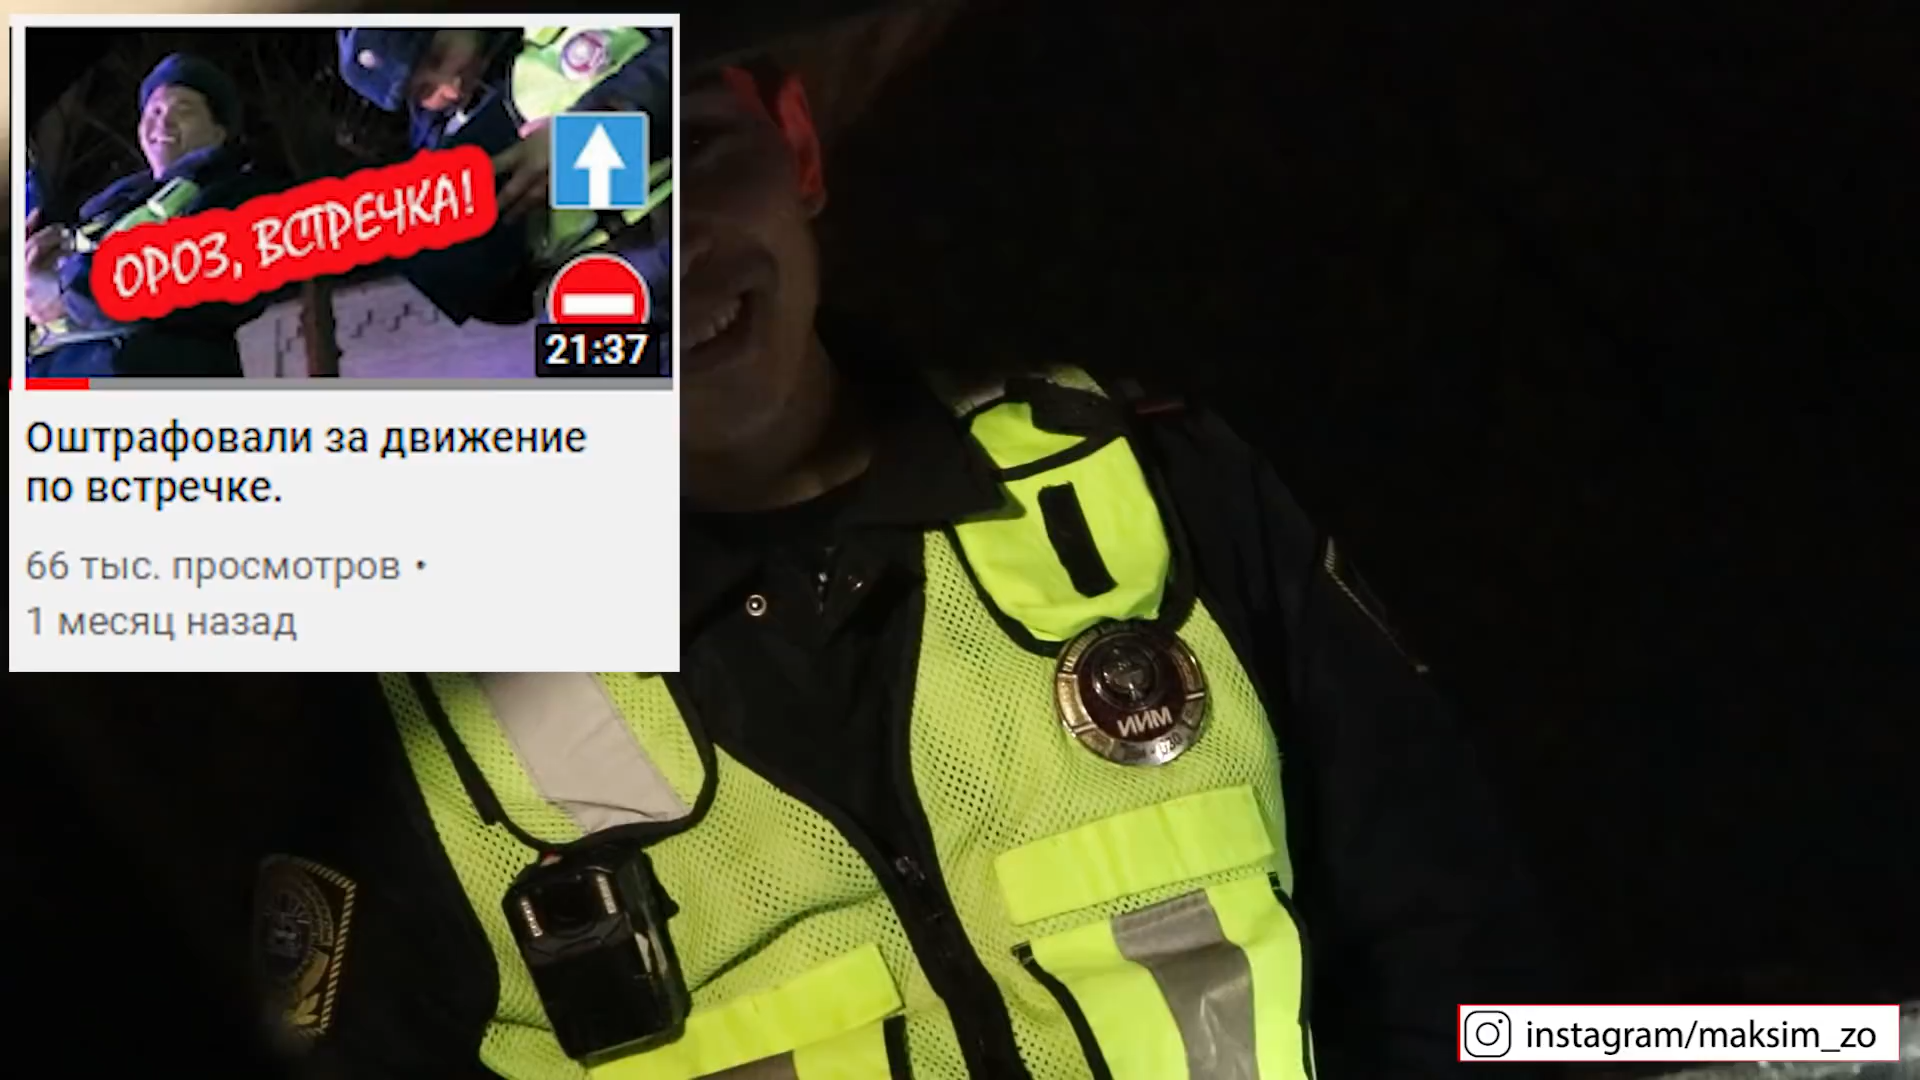 ОРОЗ, ВСТРЕЧКА!
21:37
Оштрафовали за движение
по встречке.
66 тыс. просмотров •
1 месяц назад
ИИМ
instagram/maksim_zo